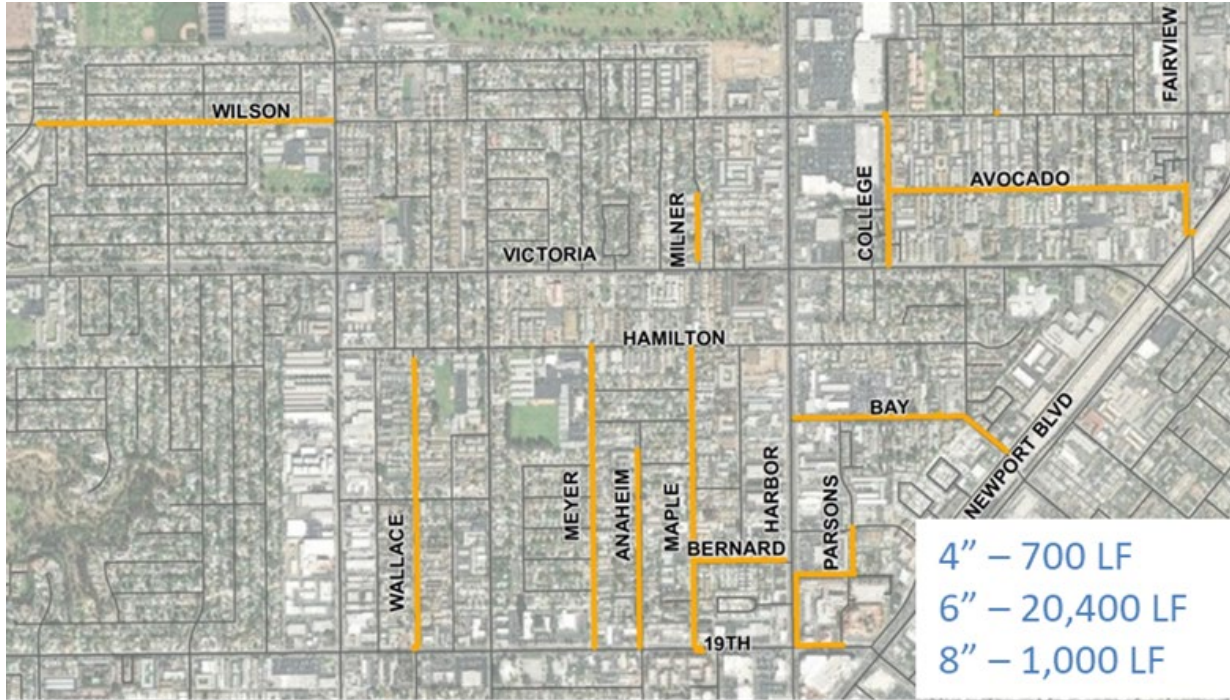 FAIRVIEW
WILSON
AVOCADO
COLLEGE
MILNER
VICTORIA
HAMILTON
BAY
NEWPORT BLVD
MEYER
ANAHEIM
MAPLE
HARBOR
PARSONS
WALLACE
BERNARD
19TH
4” – 700 LF
6” – 20,400 LF
8” – 1,000 LF